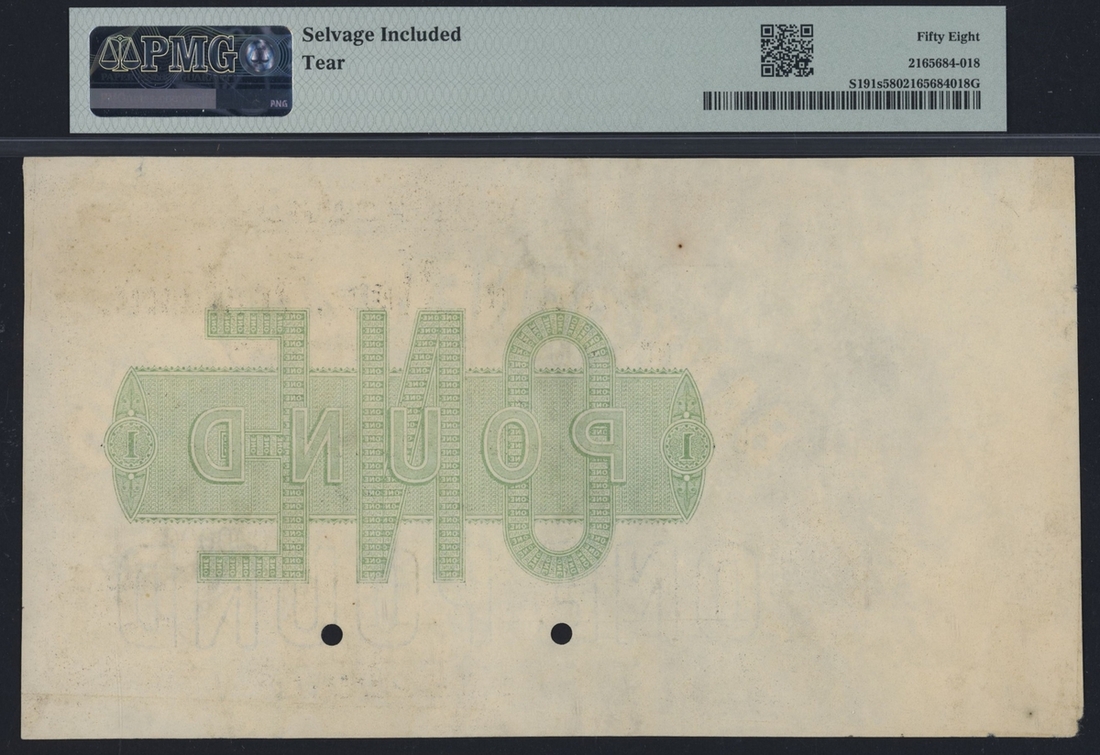 PMG
PNG
Selvage Included
Tear
Fifty Eight
2165684-018
S191s5802165684018G
ONE
POUND
1
1